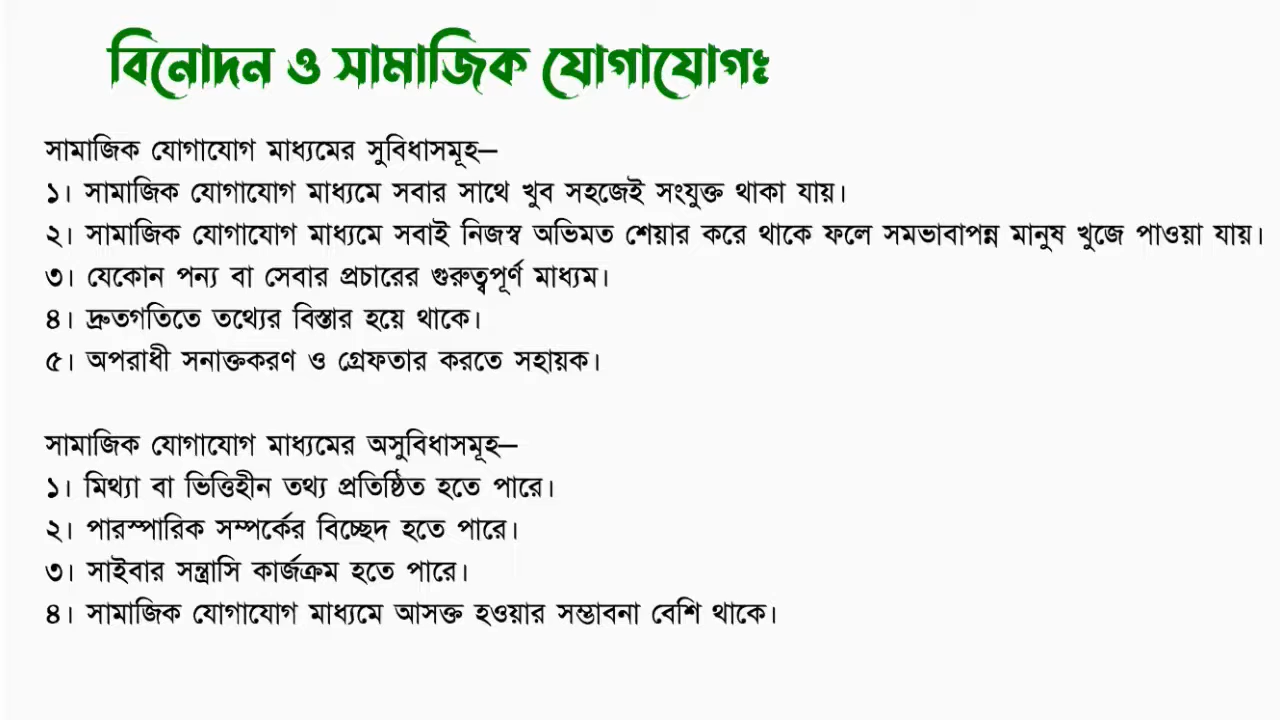 বিনোদন ও সামাজিক যোগাযোগঃ
সামাজিক যোগাযোগ মাধ্যমের সুবিধাসমূহ–
১। সামাজিক যোগাযোগ মাধ্যমে সবার সাথে খুব সহজেই সংযুক্ত থাকা যায়।
২। সামাজিক যোগাযোগ মাধ্যমে সবাই নিজস্ব অভিমত শেয়ার করে থাকে ফলে সমভাবাপন্ন মানুষ খুজে পাওয়া যায়।
৩। যেকোন পন্য বা সেবার প্রচারের গুরুত্বপূর্ণ মাধ্যম।
৪। দ্রুতগতিতে তথ্যের বিস্তার হয়ে থাকে।
৫। অপরাধী সনাক্তকরণ ও গ্রেফতার করতে সহায়ক।
সামাজিক যোগাযোগ মাধ্যমের অসুবিধাসমূহ–
১। মিথ্যা বা ভিত্তিহীন তথ্য প্রতিষ্ঠিত হতে পারে।
২। পারস্পারিক সম্পর্কের বিচ্ছেদ হতে পারে।
৩। সাইবার সন্ত্রাসি কার্জক্রম হতে পারে।
৪। সামাজিক যোগাযোগ মাধ্যমে আসক্ত হওয়ার সম্ভাবনা বেশি থাকে।